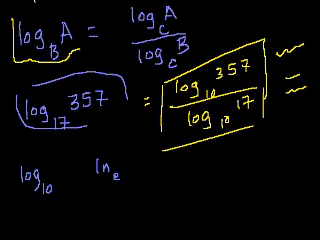 log_B A = log_C A / log_C B
log_17 357 = log_10 357 / log_10 17
log_10 ln_e